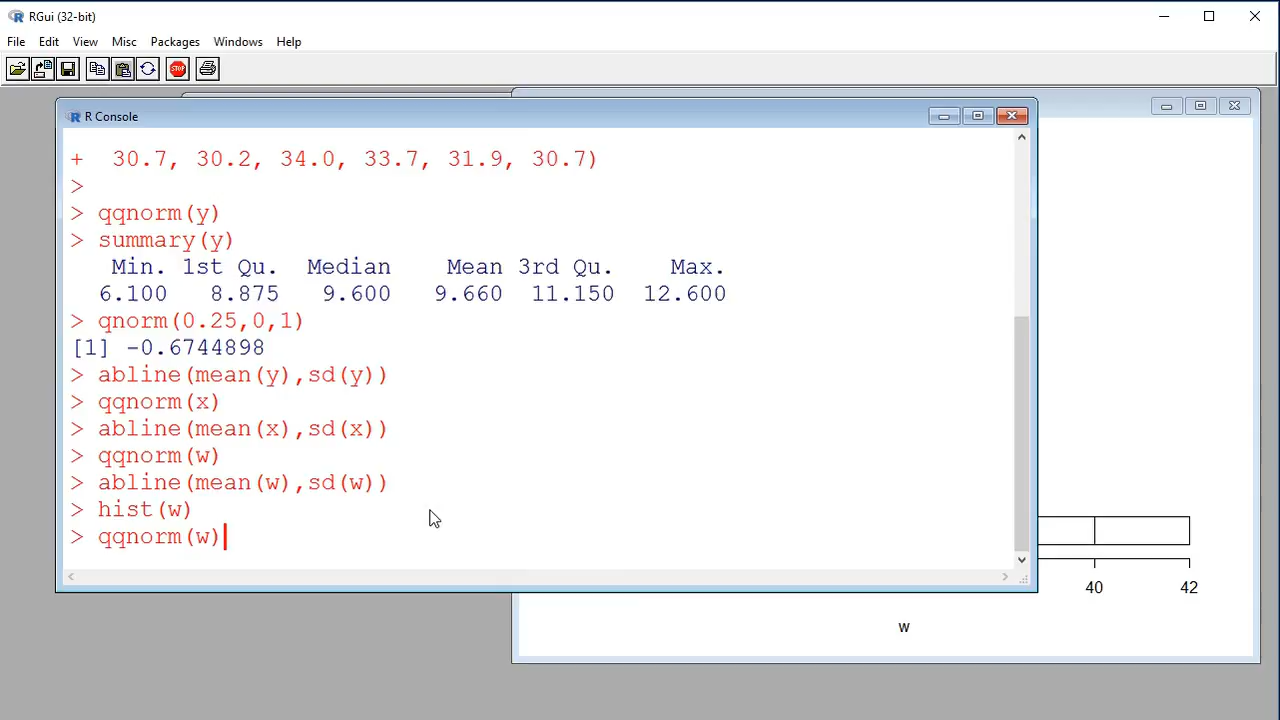 RGui (32-bit)
File Edit View Misc Packages Windows Help
STOP
R Console
+  30.7, 30.2, 34.0, 33.7, 31.9, 30.7)
>
> qqnorm(y)
> summary(y)
Min. 1st Qu.  Median    Mean 3rd Qu.    Max.
6.100   8.875   9.600   9.660  11.150  12.600
> qnorm(0.25,0,1)
[1] -0.6744898
> abline(mean(y),sd(y))
> qqnorm(x)
> abline(mean(x),sd(x))
> qqnorm(w)
> abline(mean(w),sd(w))
> hist(w)
> qqnorm(w)
40 42
w